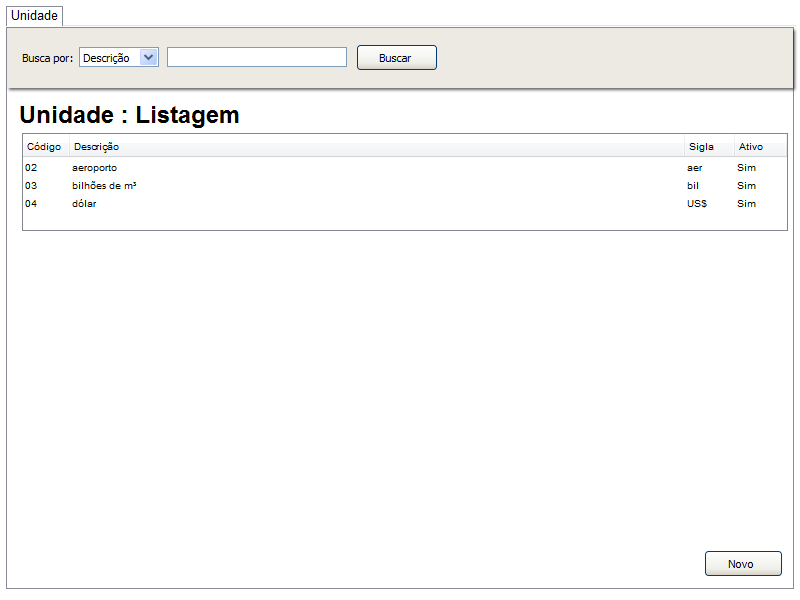 Unidade
Busca por: Descrição Buscar
Unidade : Listagem
Código Descrição Sigla Ativo
02 aeroporto aer Sim
03 bilhões de m³ bil Sim
04 dólar US$ Sim
Novo